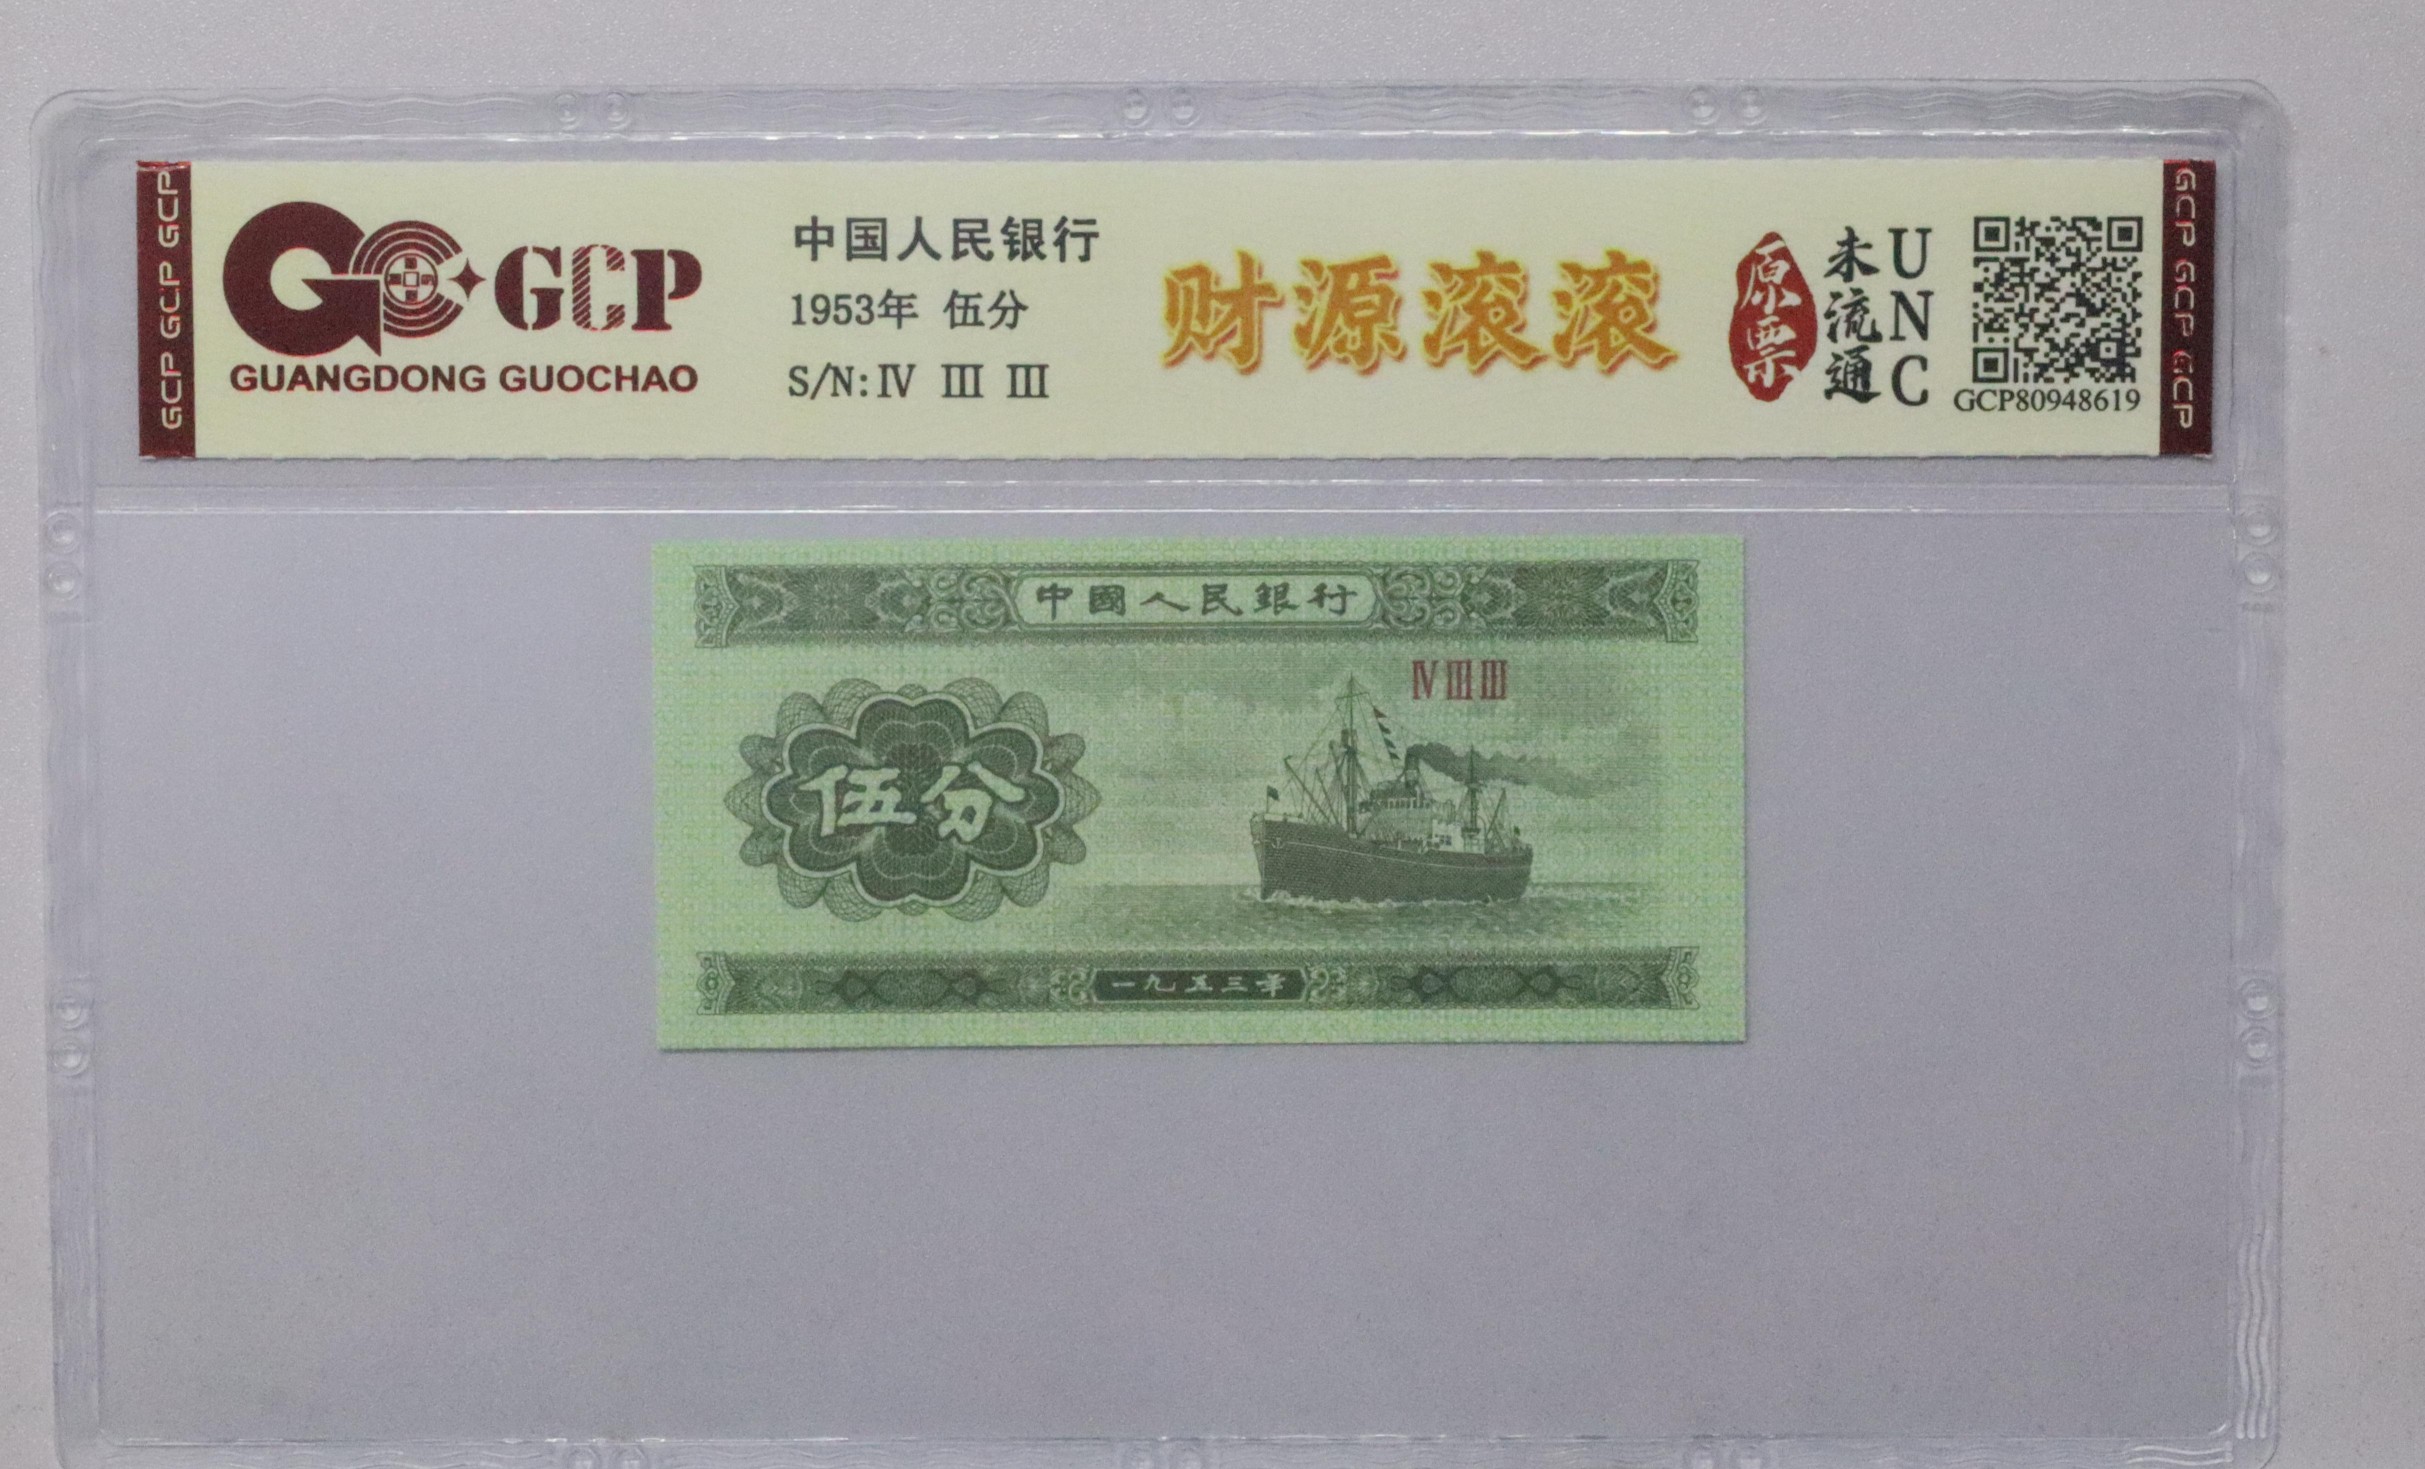 GCP GCP GCP
GCP
GUANGDONG GUOCHAO
中国人民银行
1953年 伍分
S/N: Ⅳ Ⅲ Ⅲ
财源滚滚
原票
未流通
UNC
GCP80948619
GCP GCP GCP
中國人民銀行
ⅣⅢⅢ
伍分
一九五三年